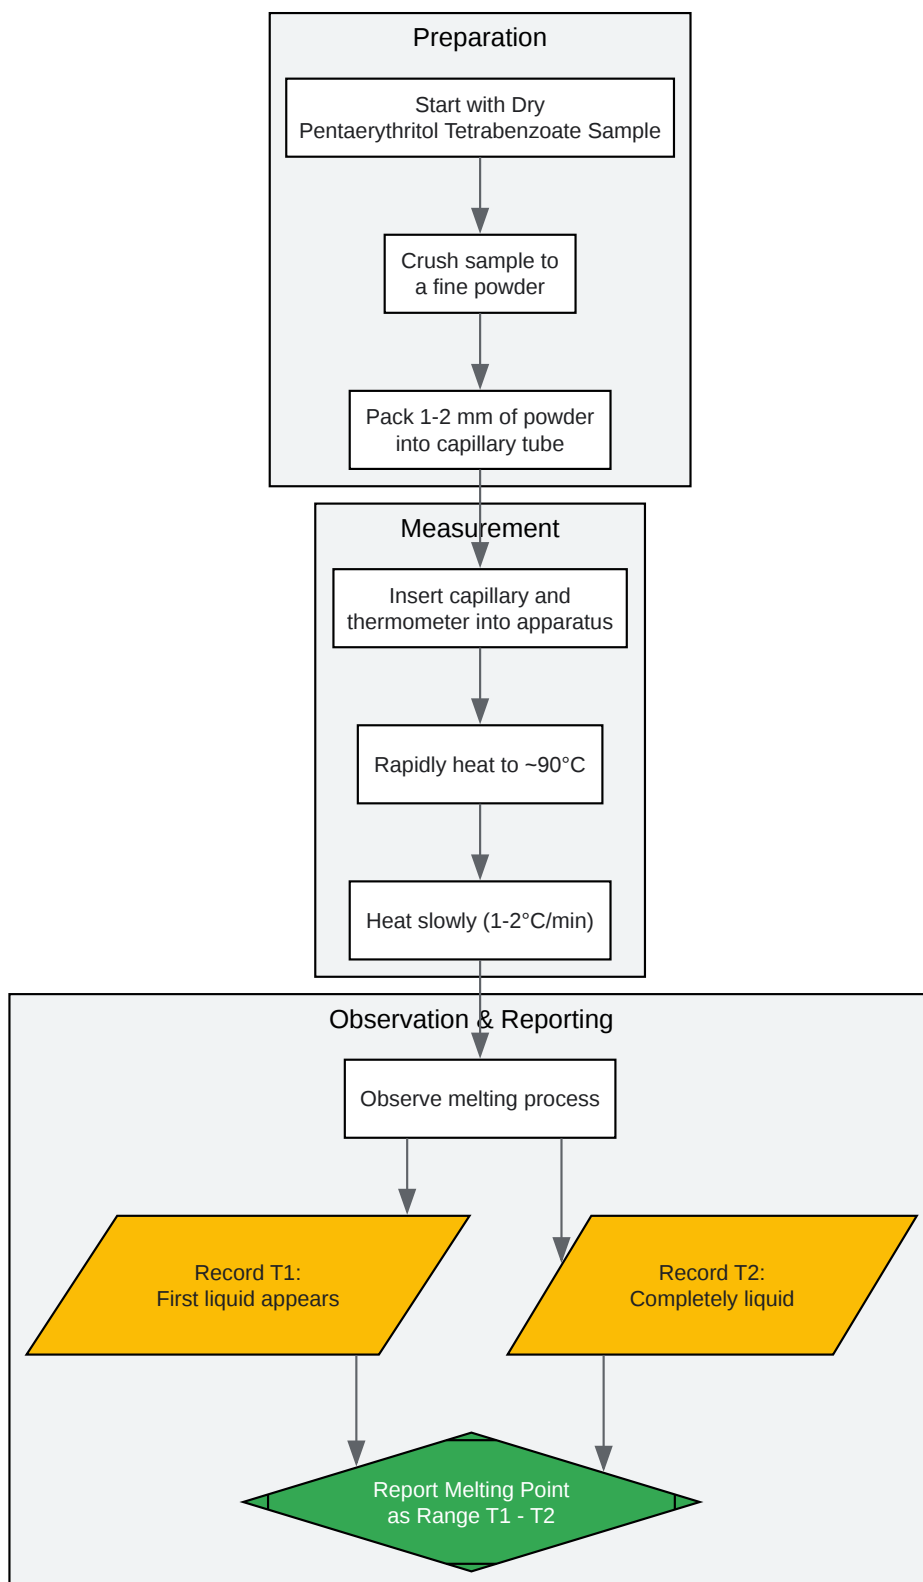 Preparation
Start with Dry
Pentaerythritol Tetrabenzoate Sample
Crush sample to
a fine powder
Pack 1-2 mm of powder
into capillary tube
Measurement
Insert capillary and
thermometer into apparatus
Rapidly heat to ~90°C
Heat slowly (1-2°C/min)
Observation & Reporting
Observe melting process
Record T1:
First liquid appears
Record T2:
Completely liquid
Report Melting Point
as Range T1 - T2